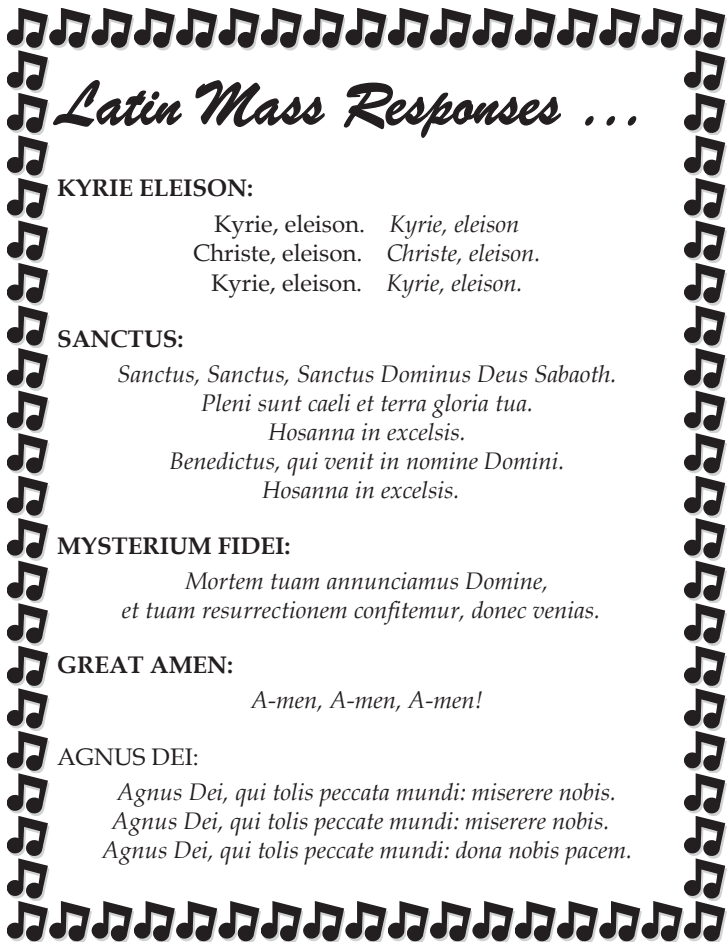 Latin Mass Responses ...
KYRIE ELEISON:
Kyrie, eleison. Kyrie, eleison
Christe, eleison. Christe, eleison.
Kyrie, eleison. Kyrie, eleison.
SANCTUS:
Sanctus, Sanctus, Sanctus Dominus Deus Sabaoth.
Pleni sunt caeli et terra gloria tua.
Hosanna in excelsis.
Benedictus, qui venit in nomine Domini.
Hosanna in excelsis.
MYSTERIUM FIDEI:
Mortem tuam annunciamus Domine,
et tuam resurrectionem confitemur, donec venias.
GREAT AMEN:
A-men, A-men, A-men!
AGNUS DEI:
Agnus Dei, qui tolis peccata mundi: miserere nobis.
Agnus Dei, qui tolis peccate mundi: miserere nobis.
Agnus Dei, qui tolis peccate mundi: dona nobis pacem.